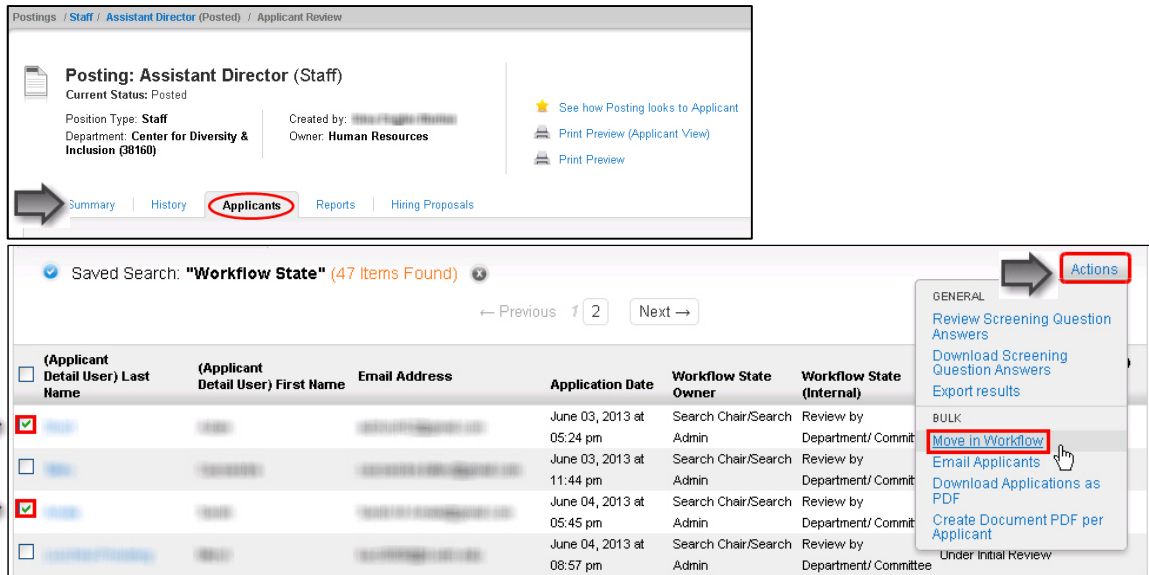 Postings / Staff / Assistant Director (Posted) / Applicant Review
Posting: Assistant Director (Staff)
Current Status: Posted
Position Type: Staff
Department: Center for Diversity &
Inclusion (38160)
Created by:
Owner: Human Resources
See how Posting looks to Applicant
Print Preview (Applicant View)
Print Preview
Summary History Applicants Reports Hiring Proposals
Saved Search: "Workflow State" (47 Items Found)
Actions
← Previous 1 2 Next →
GENERAL
Review Screening Question
Answers
Download Screening
Question Answers
Export results
BULK
Move in Workflow
Email Applicants
Download Applications as
PDF
Create Document PDF per
Applicant
(Applicant
Detail User) Last
Name
(Applicant
Detail User) First Name
Email Address
Application Date
Workflow State
Owner
Workflow State
(Internal)
June 03, 2013 at
05:24 pm
Search Chair/Search
Admin
Review by
Department/ Commit
June 03, 2013 at
11:44 pm
Search Chair/Search
Admin
Review by
Department/ Commit
June 04, 2013 at
05:45 pm
Search Chair/Search
Admin
Review by
Department/ Commit
June 04, 2013 at
08:57 pm
Search Chair/Search
Admin
Review by
Department/ Committee
Under Initial Review